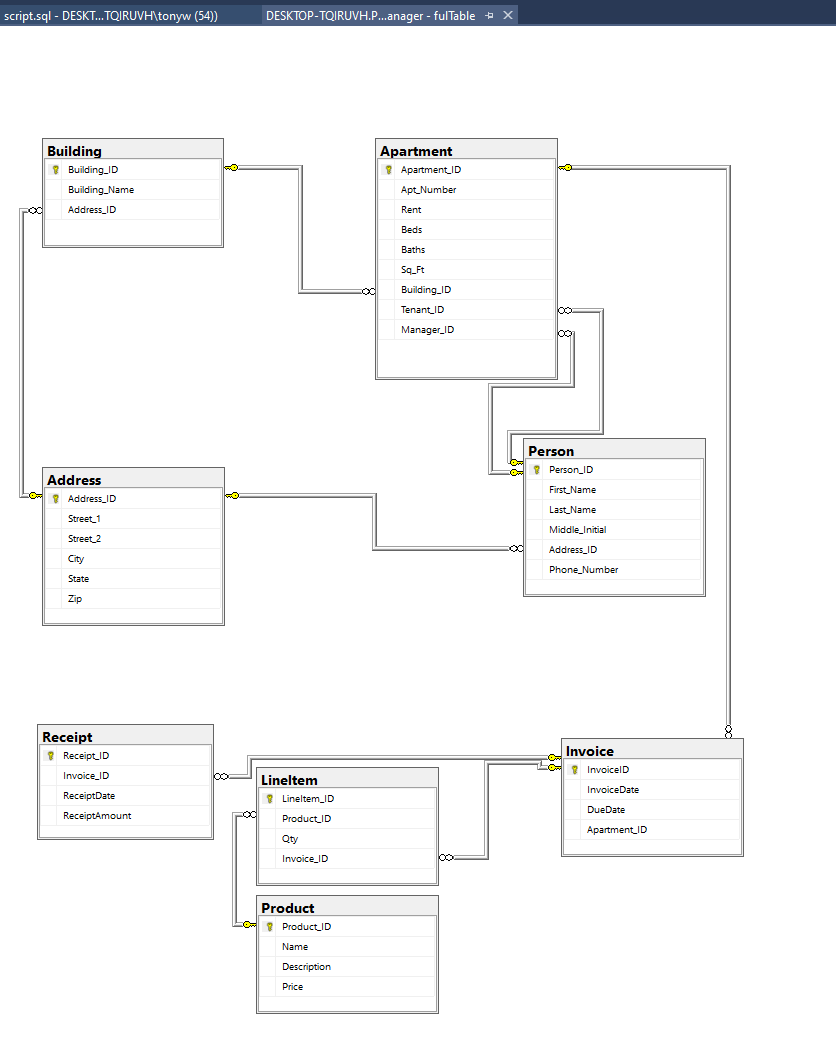 script.sql - DESKT...TQIRUVH\tonyw (54))
DESKTOP-TQIRUVH.P...anager - fulTable
Building
Building_ID
Building_Name
Address_ID
Apartment
Apartment_ID
Apt_Number
Rent
Beds
Baths
Sq_Ft
Building_ID
Tenant_ID
Manager_ID
Person
Person_ID
First_Name
Last_Name
Middle_Initial
Address_ID
Phone_Number
Address
Address_ID
Street_1
Street_2
City
State
Zip
Receipt
Receipt_ID
Invoice_ID
ReceiptDate
ReceiptAmount
LineItem
LineItem_ID
Product_ID
Qty
Invoice_ID
Invoice
InvoiceID
InvoiceDate
DueDate
Apartment_ID
Product
Product_ID
Name
Description
Price